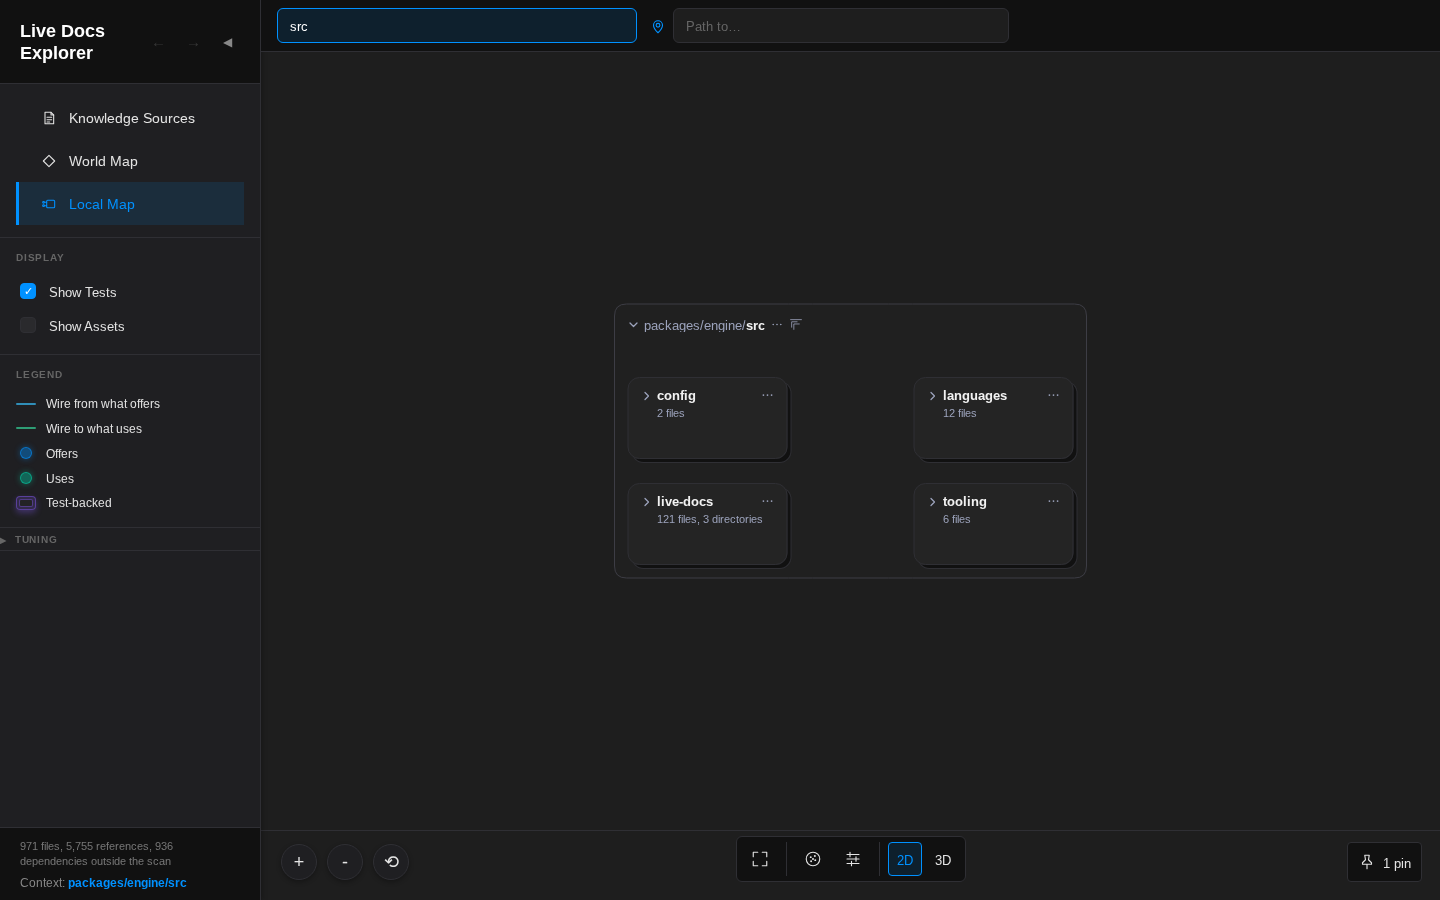 Live Docs
Explorer
← → ◀
Knowledge Sources
World Map
Local Map
DISPLAY
✓ Show Tests
Show Assets
LEGEND
Wire from what offers
Wire to what uses
Offers
Uses
Test-backed
▶ TUNING
971 files, 5,755 references, 936
dependencies outside the scan
Context: packages/engine/src
src
Path to...
packages/engine/src ···
config ···
2 files
languages ···
12 files
live-docs ···
121 files, 3 directories
tooling ···
6 files
+ - ⟲
2D 3D
1 pin